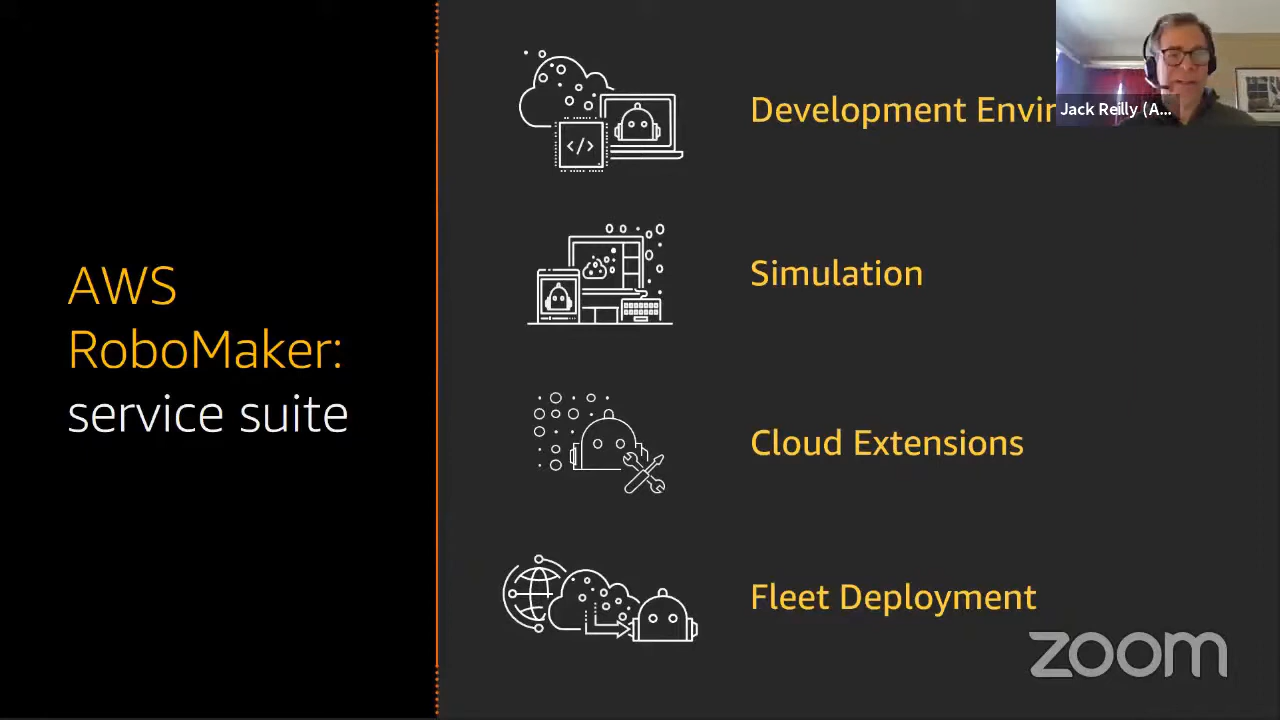 AWS
RoboMaker:
service suite
Development Envir
Jack Reilly (A...
</>
Simulation
Cloud Extensions
Fleet Deployment
zoom